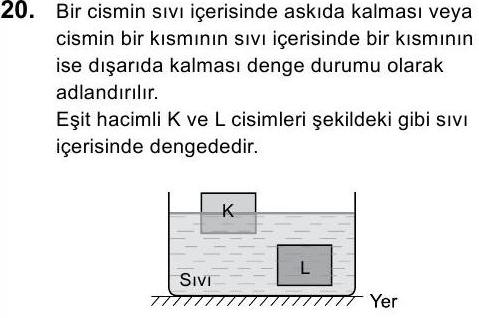 20. Bir cismin sıvı içerisinde askıda kalması veya
cismin bir kısmının sıvı içerisinde bir kısmının
ise dışarıda kalması denge durumu olarak
adlandırılır.
Eşit hacimli K ve L cisimleri şekildeki gibi sıvı
içerisinde dengededir.
K
L
Sıvı
Yer